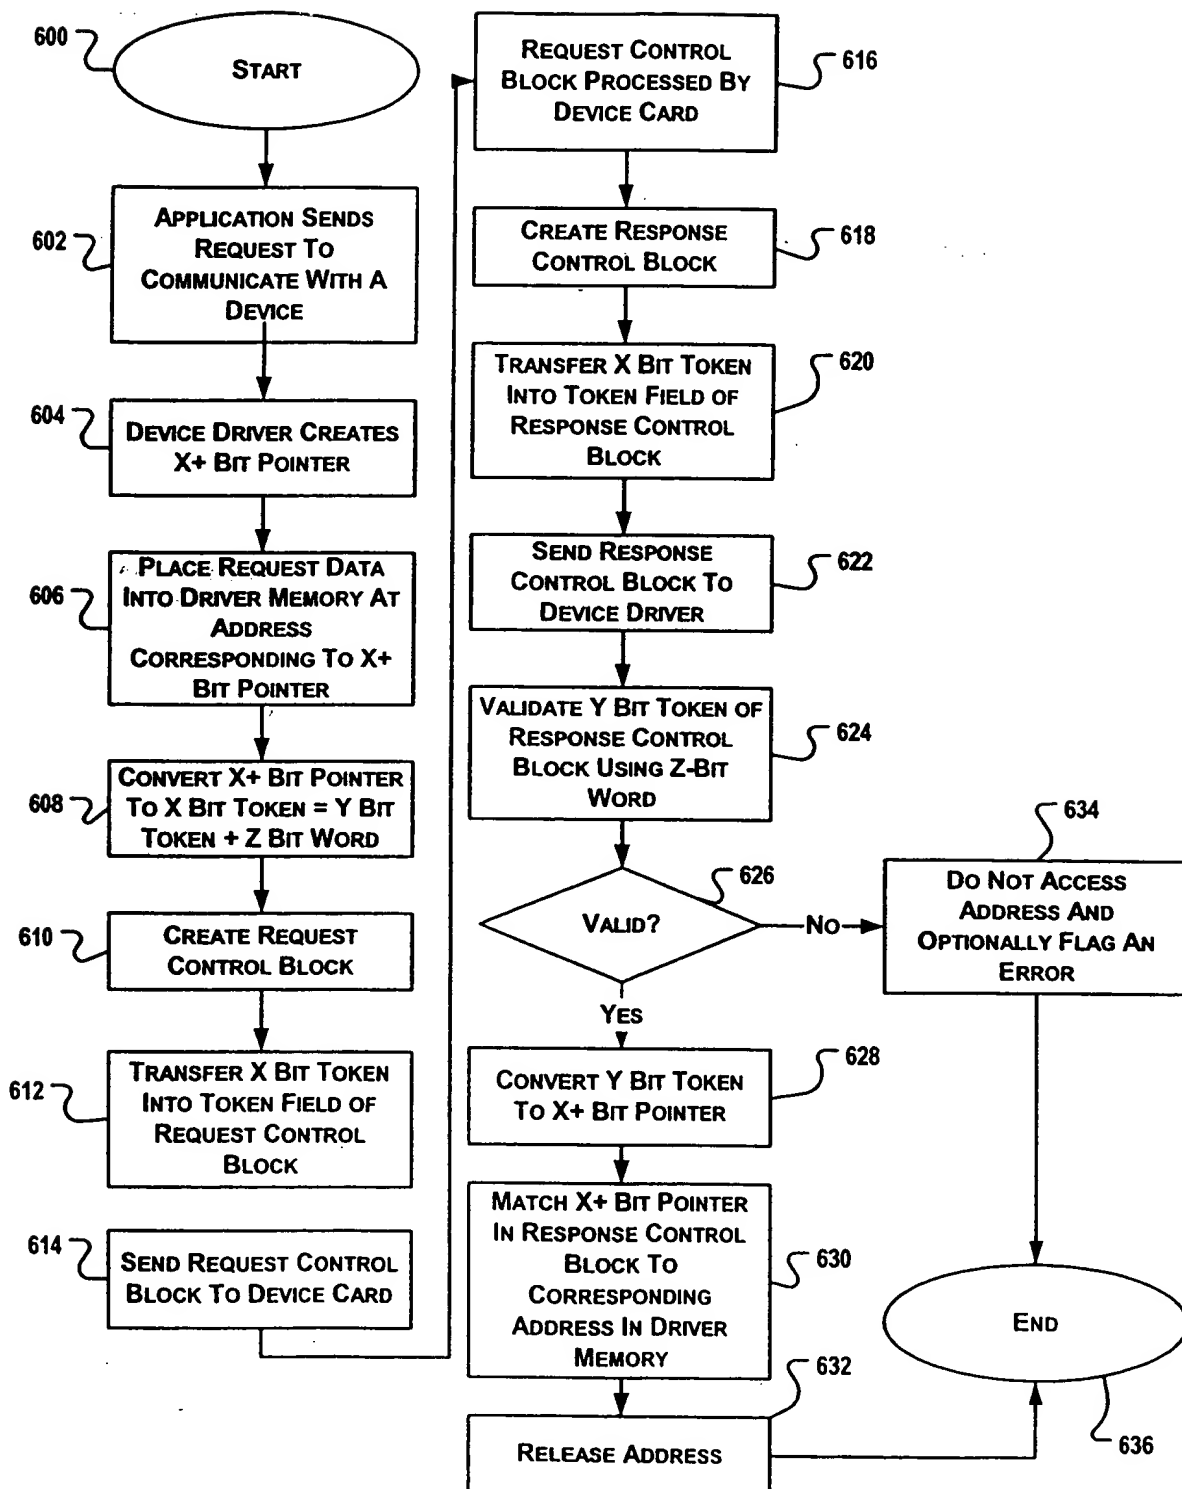 600
START
602
APPLICATION SENDS
REQUEST TO
COMMUNICATE WITH A
DEVICE
604
DEVICE DRIVER CREATES
X+ BIT POINTER
606
PLACE REQUEST DATA
INTO DRIVER MEMORY AT
ADDRESS
CORRESPONDING TO X+
BIT POINTER
608
CONVERT X+ BIT POINTER
TO X BIT TOKEN = Y BIT
TOKEN + Z BIT WORD
610
CREATE REQUEST
CONTROL BLOCK
612
TRANSFER X BIT TOKEN
INTO TOKEN FIELD OF
REQUEST CONTROL
BLOCK
614
SEND REQUEST CONTROL
BLOCK TO DEVICE CARD
REQUEST CONTROL
BLOCK PROCESSED BY
DEVICE CARD
616
CREATE RESPONSE
CONTROL BLOCK
618
TRANSFER X BIT TOKEN
INTO TOKEN FIELD OF
RESPONSE CONTROL
BLOCK
620
SEND RESPONSE
CONTROL BLOCK TO
DEVICE DRIVER
622
VALIDATE Y BIT TOKEN OF
RESPONSE CONTROL
BLOCK USING Z-BIT
WORD
624
VALID?
626
NO
YES
634
DO NOT ACCESS
ADDRESS AND
OPTIONALLY FLAG AN
ERROR
CONVERT Y BIT TOKEN
TO X+ BIT POINTER
628
MATCH X+ BIT POINTER
IN RESPONSE CONTROL
BLOCK TO
CORRESPONDING
ADDRESS IN DRIVER
MEMORY
630
RELEASE ADDRESS
632
END
636